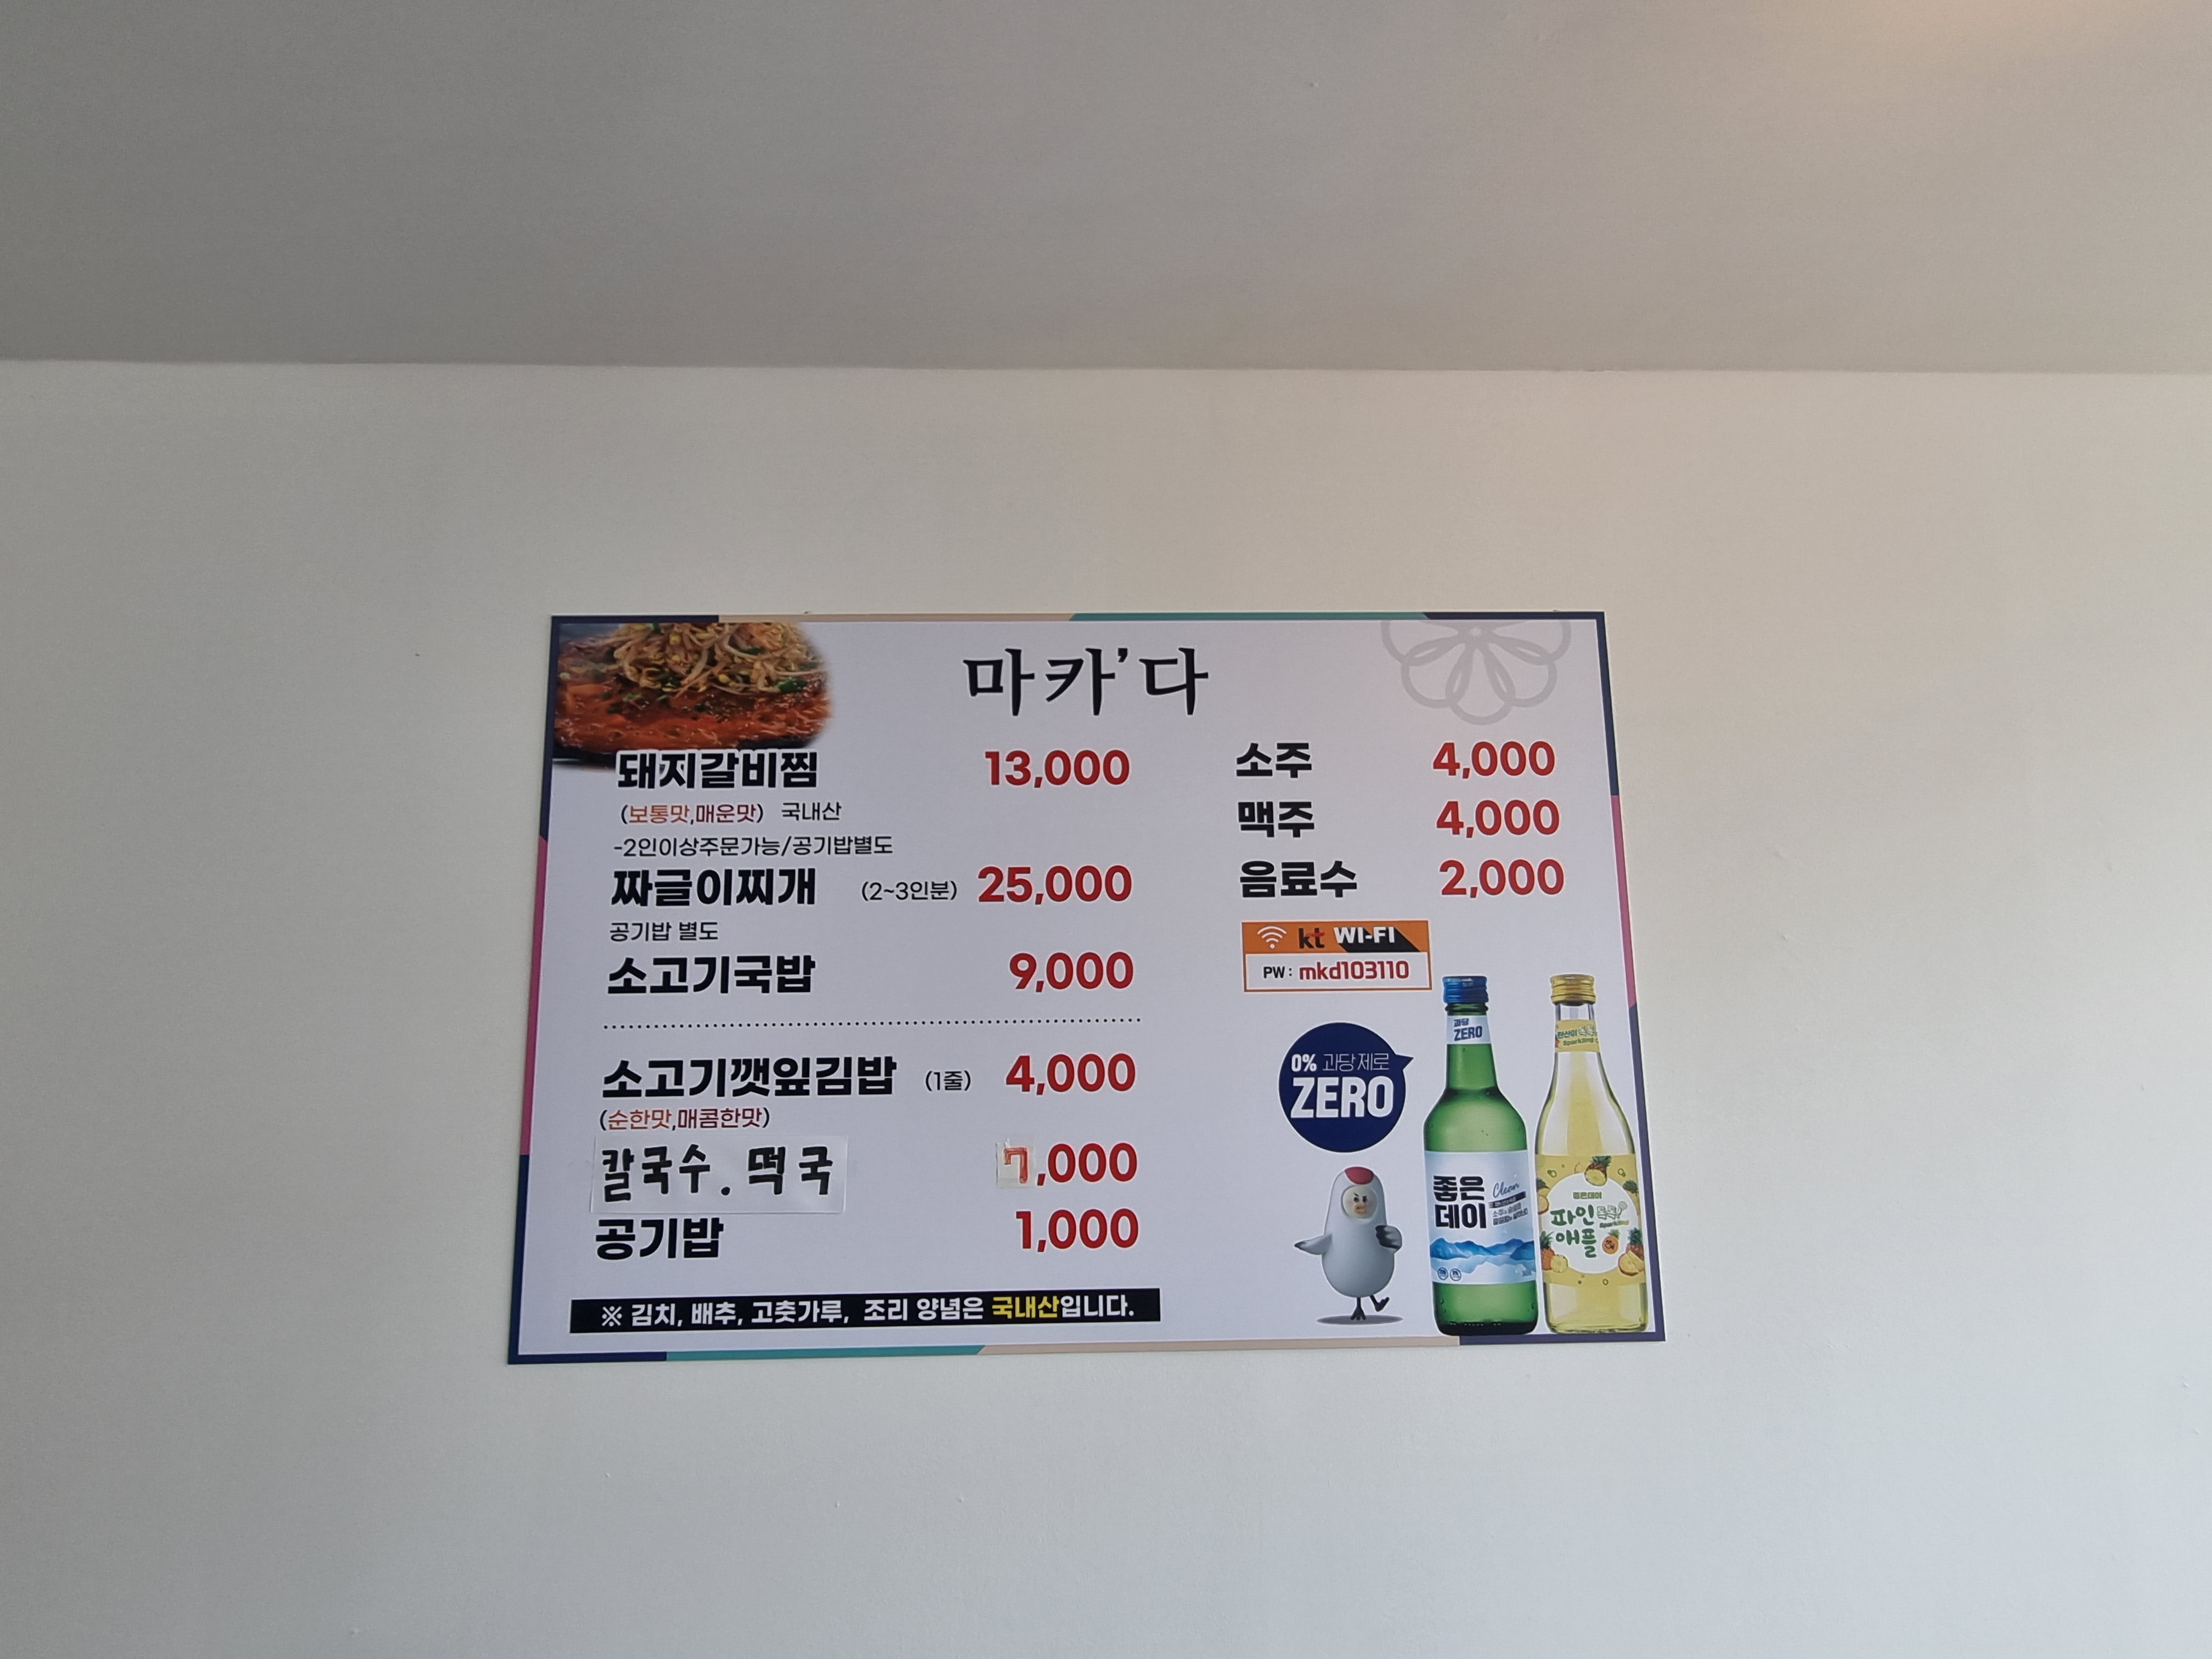 마카'다
돼지갈비찜 13,000
(보통맛,매운맛) 국내산
-2인이상주문가능/공기밥별도
짜글이찌개 (2~3인분) 25,000
공기밥 별도
소고기국밥 9,000
소고기깻잎김밥 (1줄) 4,000
(순한맛,매콤한맛)
칼국수. 떡국 7,000
공기밥 1,000
※ 김치, 배추, 고춧가루, 조리 양념은 국내산입니다.
소주 4,000
맥주 4,000
음료수 2,000
kt WI-FI
PW: mkd103110
0% 과당 제로
ZERO
과당
ZERO
좋은
데이
Clean
Sparkling
좋은데이
파인
애플